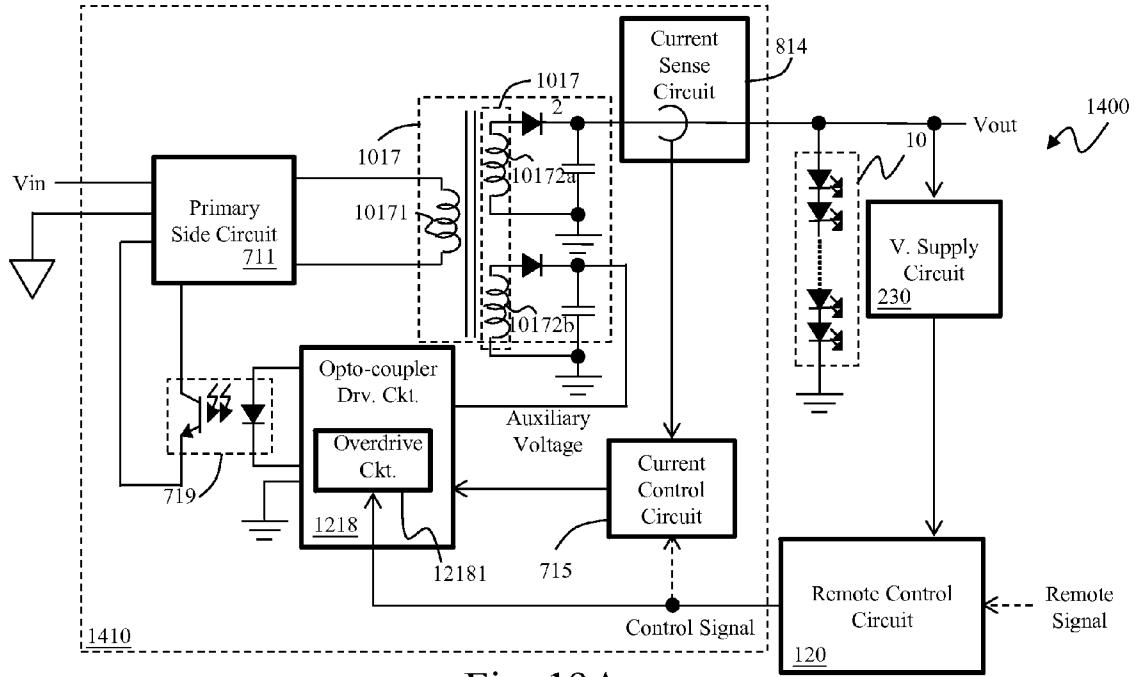 Current
Sense
Circuit
814
1017
2
1017
1400
Vout
10
Vin
10172a
Primary
Side Circuit
711
10171
V. Supply
Circuit
230
10172b
Opto-coupler
Drv. Ckt.
Auxiliary
Voltage
Overdrive
Ckt.
Current
Control
Circuit
719
1218
12181
715
Remote Control
Circuit
Remote
Signal
Control Signal
1410
120